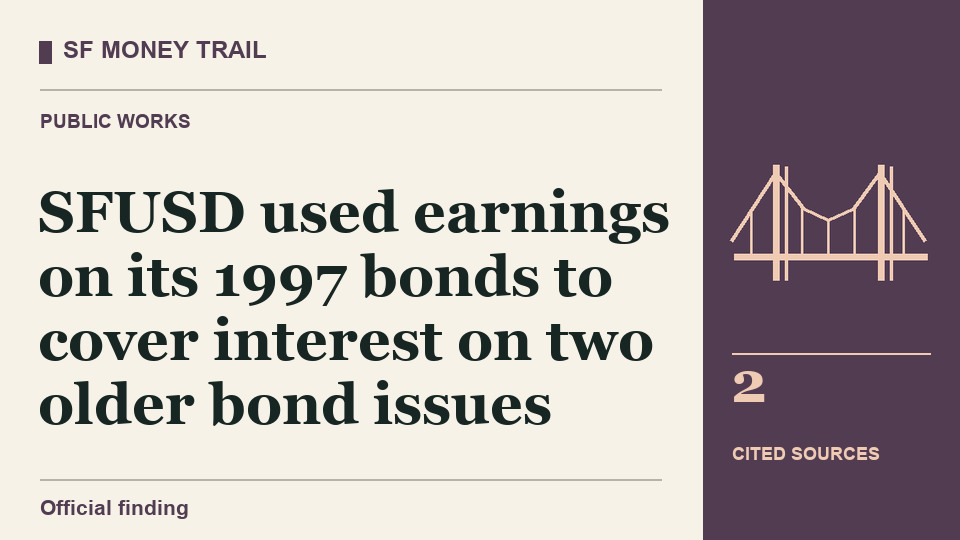 SF MONEY TRAIL
PUBLIC WORKS
SFUSD used earnings
on its 1997 bonds to
cover interest on two
older bond issues
Official finding
2
CITED SOURCES